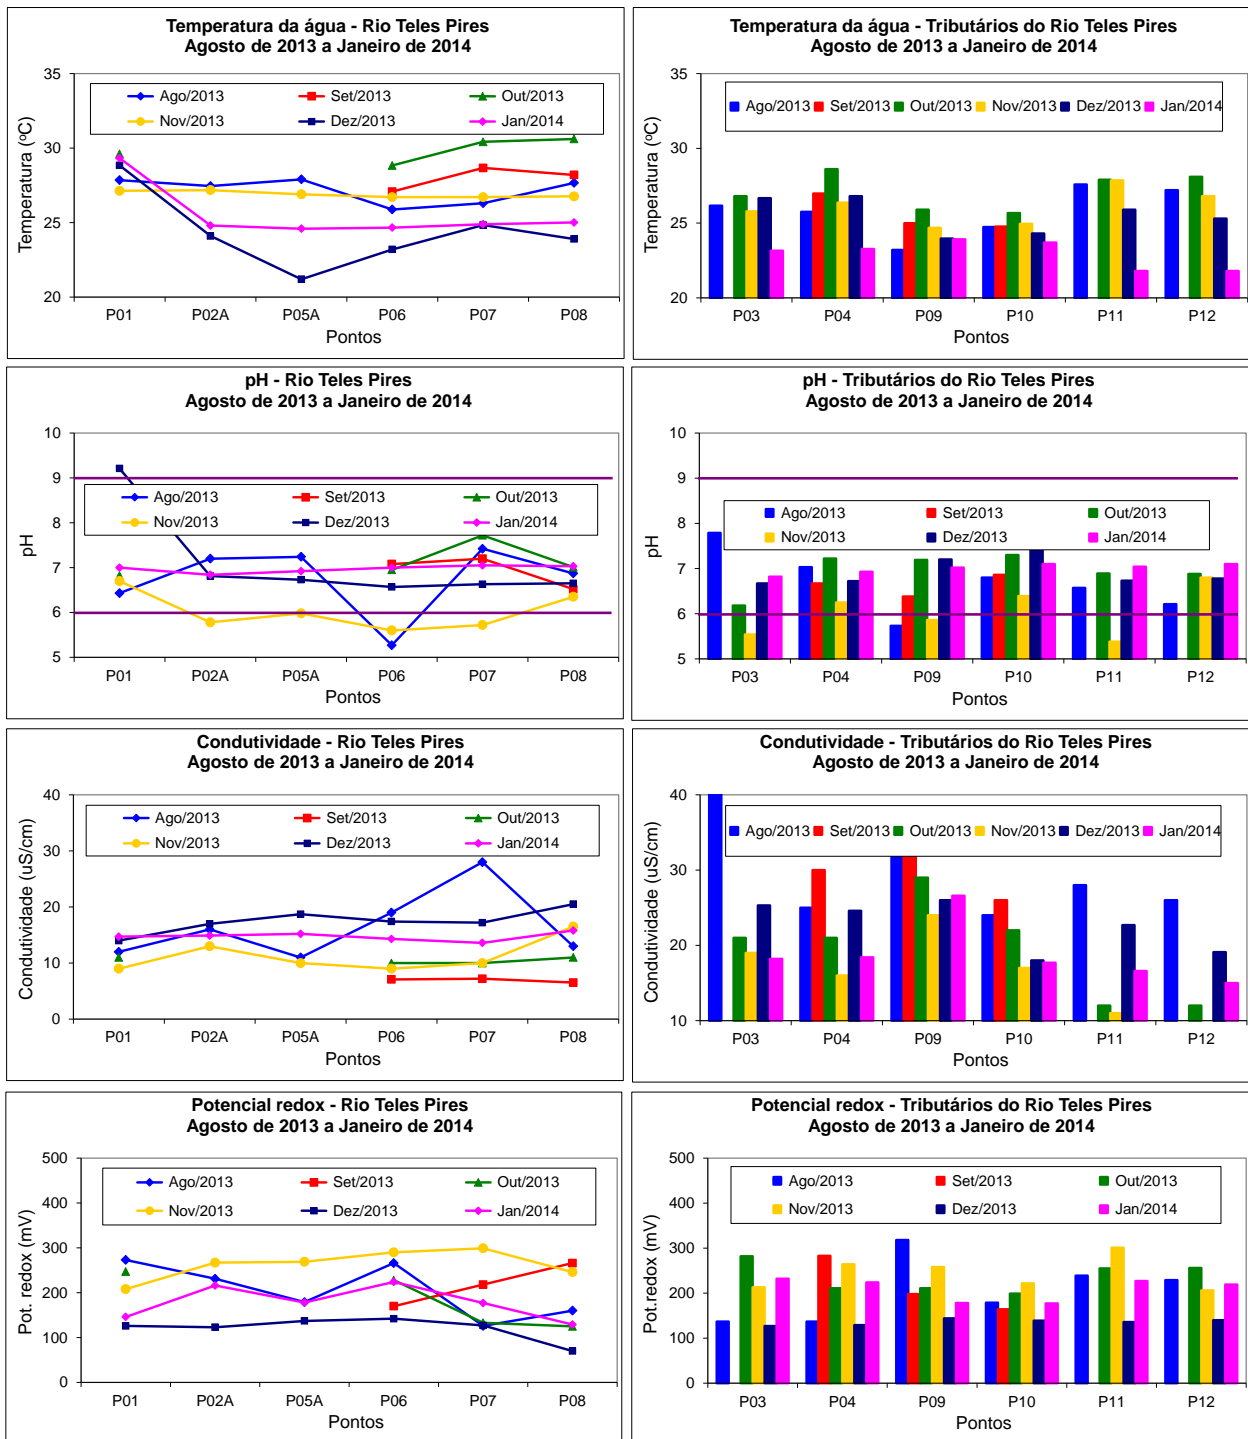 Temperatura da água - Rio Teles Pires
Agosto de 2013 a Janeiro de 2014
35
30
25
20
Temperatura (ºC)
Ago/2013 Set/2013 Out/2013
Nov/2013 Dez/2013 Jan/2014
P01 P02A P05A P06 P07 P08
Pontos
Temperatura da água - Tributários do Rio Teles Pires
Agosto de 2013 a Janeiro de 2014
35
30
25
20
Temperatura (ºC)
Ago/2013 Set/2013 Out/2013 Nov/2013 Dez/2013 Jan/2014
P03 P04 P09 P10 P11 P12
Pontos
pH - Rio Teles Pires
Agosto de 2013 a Janeiro de 2014
10
9
8
7
6
5
pH
Ago/2013 Set/2013 Out/2013
Nov/2013 Dez/2013 Jan/2014
P01 P02A P05A P06 P07 P08
Pontos
pH - Tributários do Rio Teles Pires
Agosto de 2013 a Janeiro de 2014
10
9
8
7
6
5
pH
Ago/2013 Set/2013 Out/2013
Nov/2013 Dez/2013 Jan/2014
P03 P04 P09 P10 P11 P12
Pontos
Condutividade - Rio Teles Pires
Agosto de 2013 a Janeiro de 2014
40
30
20
10
0
Condutividade (uS/cm)
Ago/2013 Set/2013 Out/2013
Nov/2013 Dez/2013 Jan/2014
P01 P02A P05A P06 P07 P08
Pontos
Condutividade - Tributários do Rio Teles Pires
Agosto de 2013 a Janeiro de 2014
40
30
20
10
Condutividade (uS/cm)
Ago/2013 Set/2013 Out/2013 Nov/2013 Dez/2013 Jan/2014
P03 P04 P09 P10 P11 P12
Pontos
Potencial redox - Rio Teles Pires
Agosto de 2013 a Janeiro de 2014
500
400
300
200
100
0
Pot. redox (mV)
Ago/2013 Set/2013 Out/2013
Nov/2013 Dez/2013 Jan/2014
P01 P02A P05A P06 P07 P08
Pontos
Potencial redox - Tributários do Rio Teles Pires
Agosto de 2013 a Janeiro de 2014
500
400
300
200
100
0
Pot.redox (mV)
Ago/2013 Set/2013 Out/2013
Nov/2013 Dez/2013 Jan/2014
P03 P04 P09 P10 P11 P12
Pontos